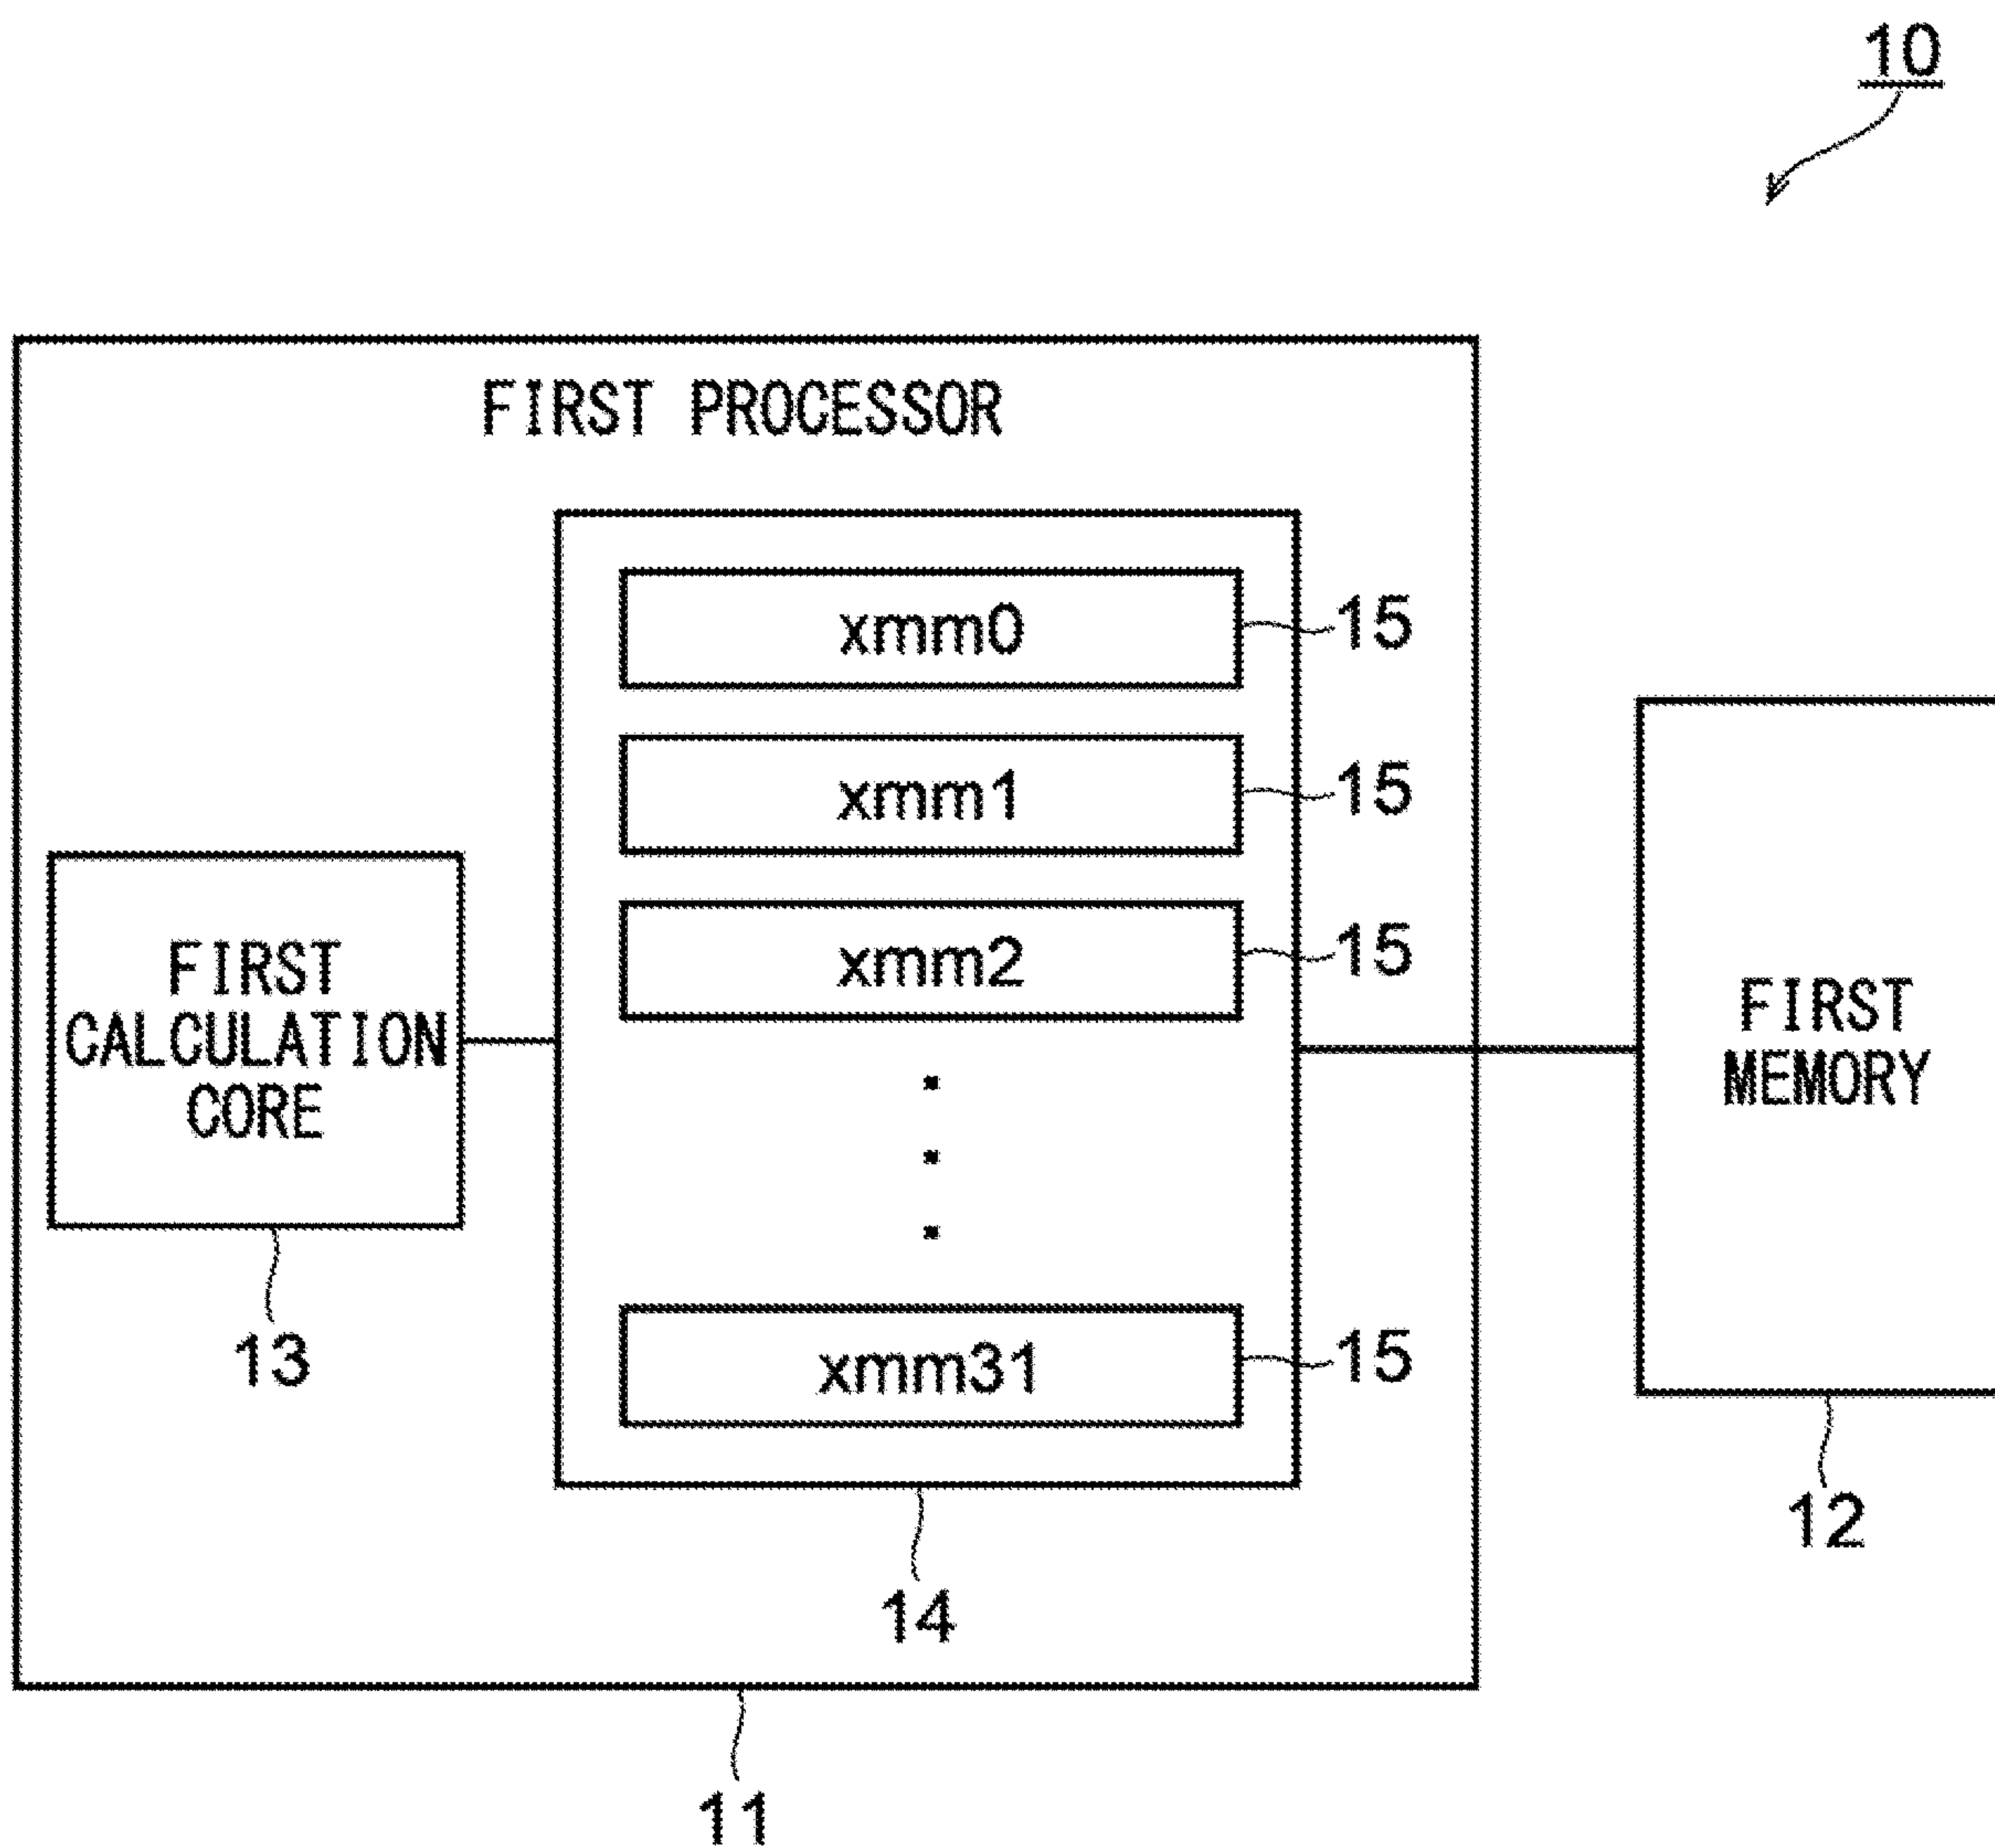 10
FIRST PROCESSOR
xmm0
15
xmm1
15
xmm2
15
FIRST
CALCULATION
CORE
FIRST
MEMORY
xmm31
15
13
12
14
11